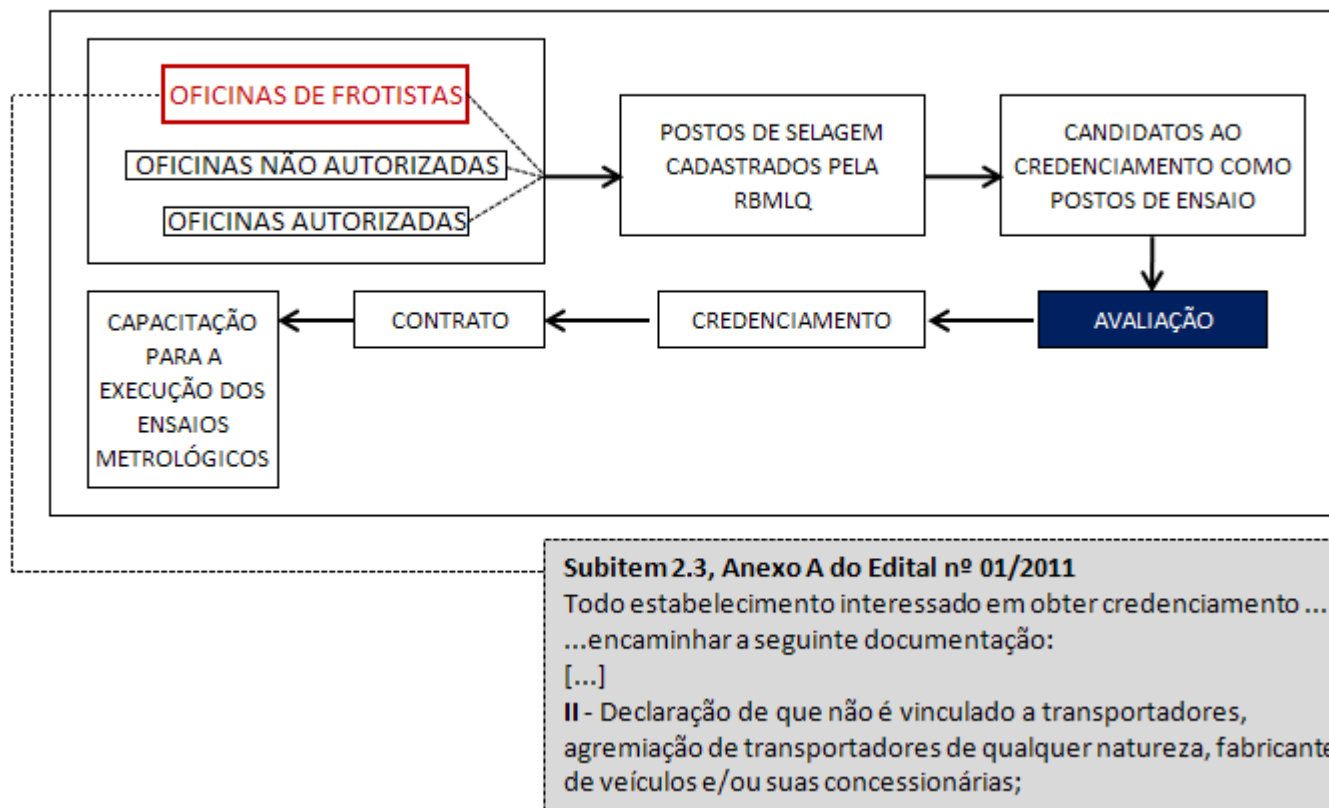 OFICINAS DE FROTISTAS
OFICINAS NÃO AUTORIZADAS
OFICINAS AUTORIZADAS
POSTOS DE SELAGEM
CADASTRADOS PELA
RBMLQ
CANDIDATOS AO
CREDENCIAMENTO COMO
POSTOS DE ENSAIO
AVALIAÇÃO
CREDENCIAMENTO
CONTRATO
CAPACITAÇÃO
PARA A
EXECUÇÃO DOS
ENSAIOS
METROLÓGICOS
Subitem 2.3, Anexo A do Edital nº 01/2011
Todo estabelecimento interessado em obter credenciamento ...
...encaminhar a seguinte documentação:
[...]
II - Declaração de que não é vinculado a transportadores,
agremiação de transportadores de qualquer natureza, fabricante
de veículos e/ou suas concessionárias;